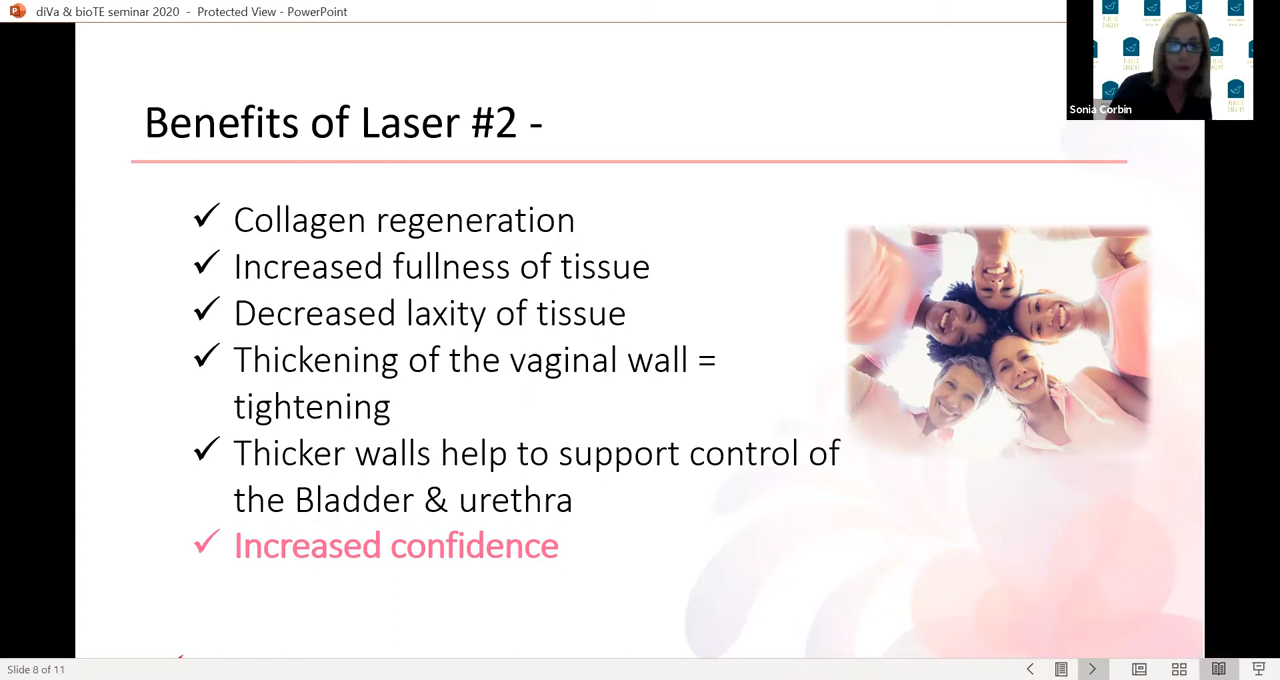 diVa & bioTE seminar 2020 - Protected View - PowerPoint
Sonia Corbin
Benefits of Laser #2 -
✓ Collagen regeneration
✓ Increased fullness of tissue
✓ Decreased laxity of tissue
✓ Thickening of the vaginal wall =
tightening
✓ Thicker walls help to support control of
the Bladder & urethra
✓ Increased confidence
Slide 8 of 11